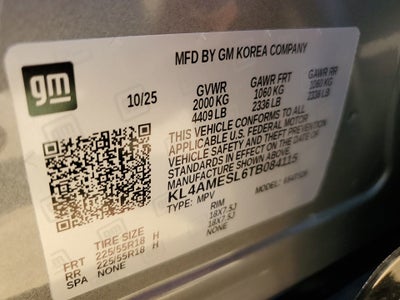 MFD BY GM KOREA COMPANY
gm
10/25
GVWR GAWR FRT GAWR RR
2000 KG 1060 KG 1060 KG
4409 LB 2336 LB 2336 LB
THIS VEHICLE CONFORMS TO ALL
APPLICABLE U.S. FEDERAL MOTOR
VEHICLE SAFETY AND THEFT PREVENTION
STANDARDS IN EFFECT ON THE DATE OF
MANUFACTURE SHOWN ABOVE.
KL4AMESL6TB084115
TYPE: MPV MODEL:
TIRE SIZE RIM
FRT 225/55R18 H 18X7.5J
RR 225/55R18 H 18X7.5J
SPA NONE NONE